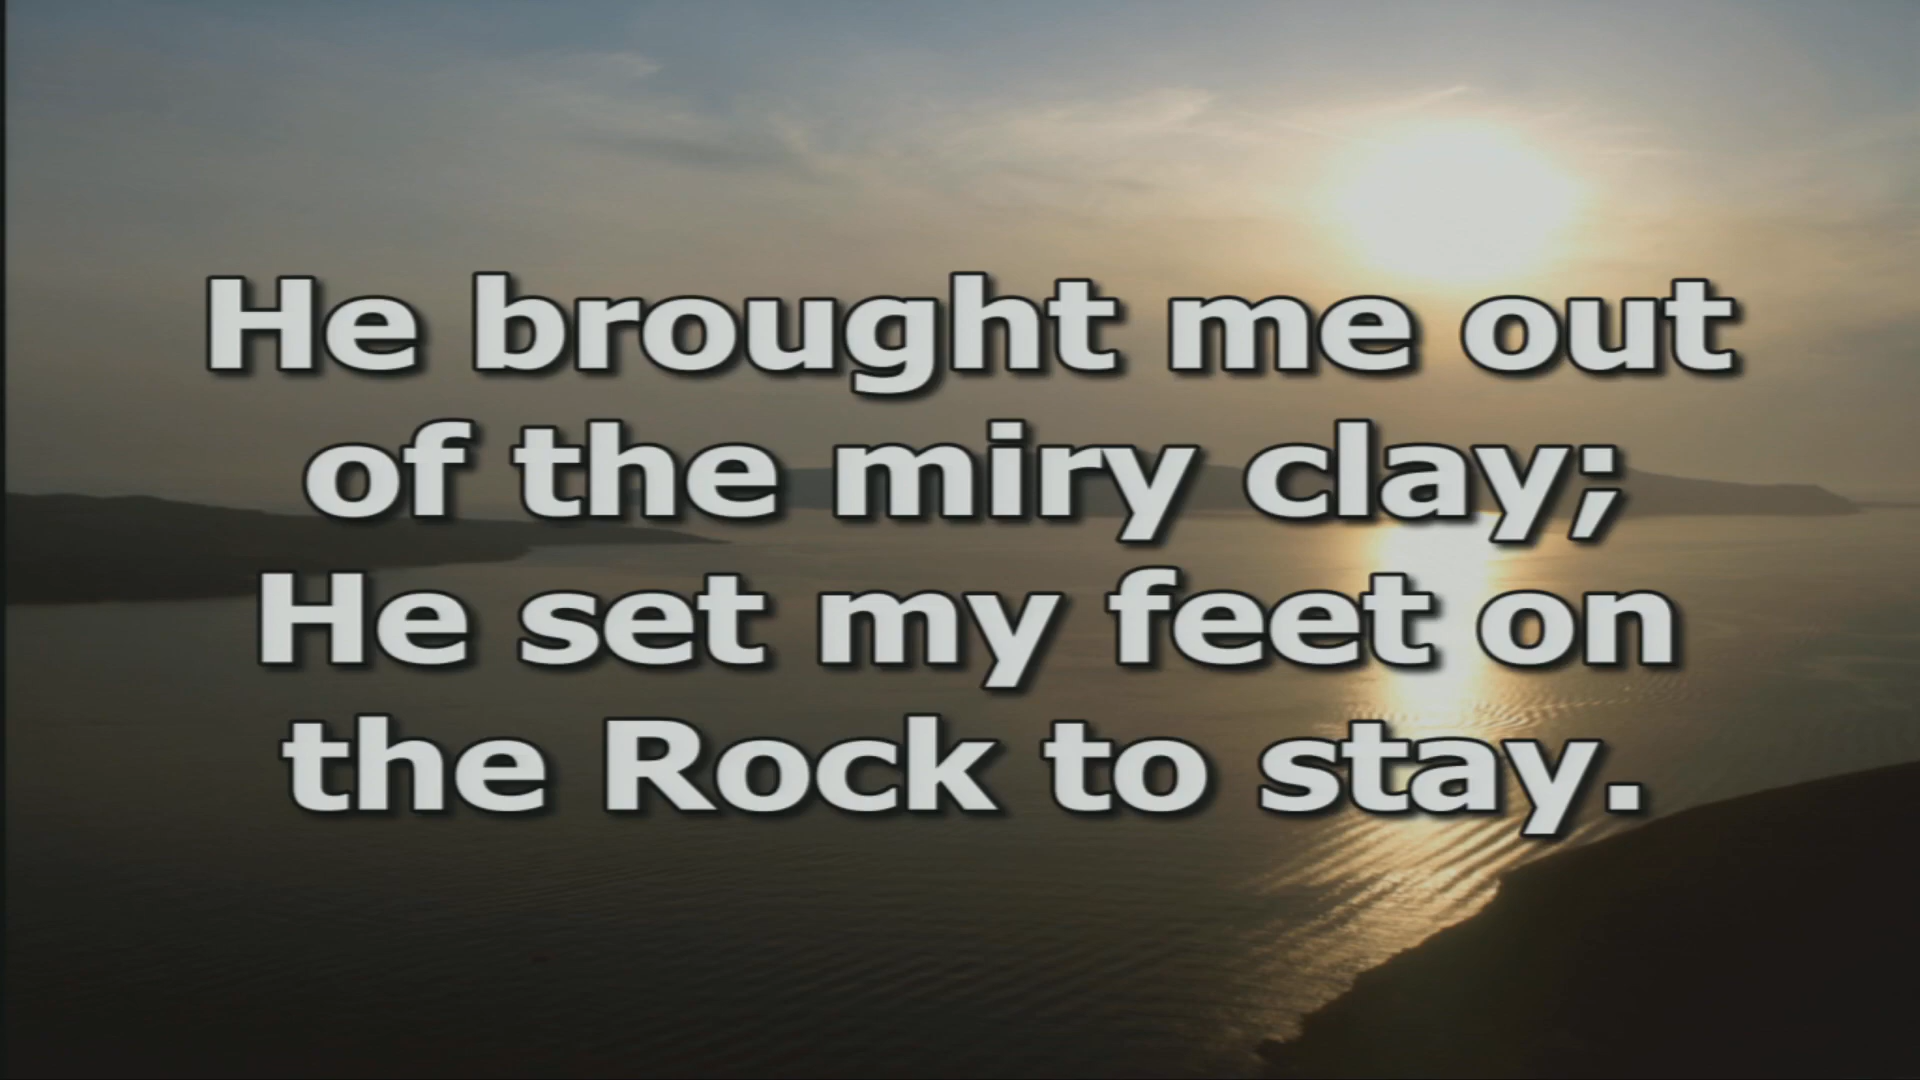 He brought me out
of the miry clay;
He set my feet on
the Rock to stay.